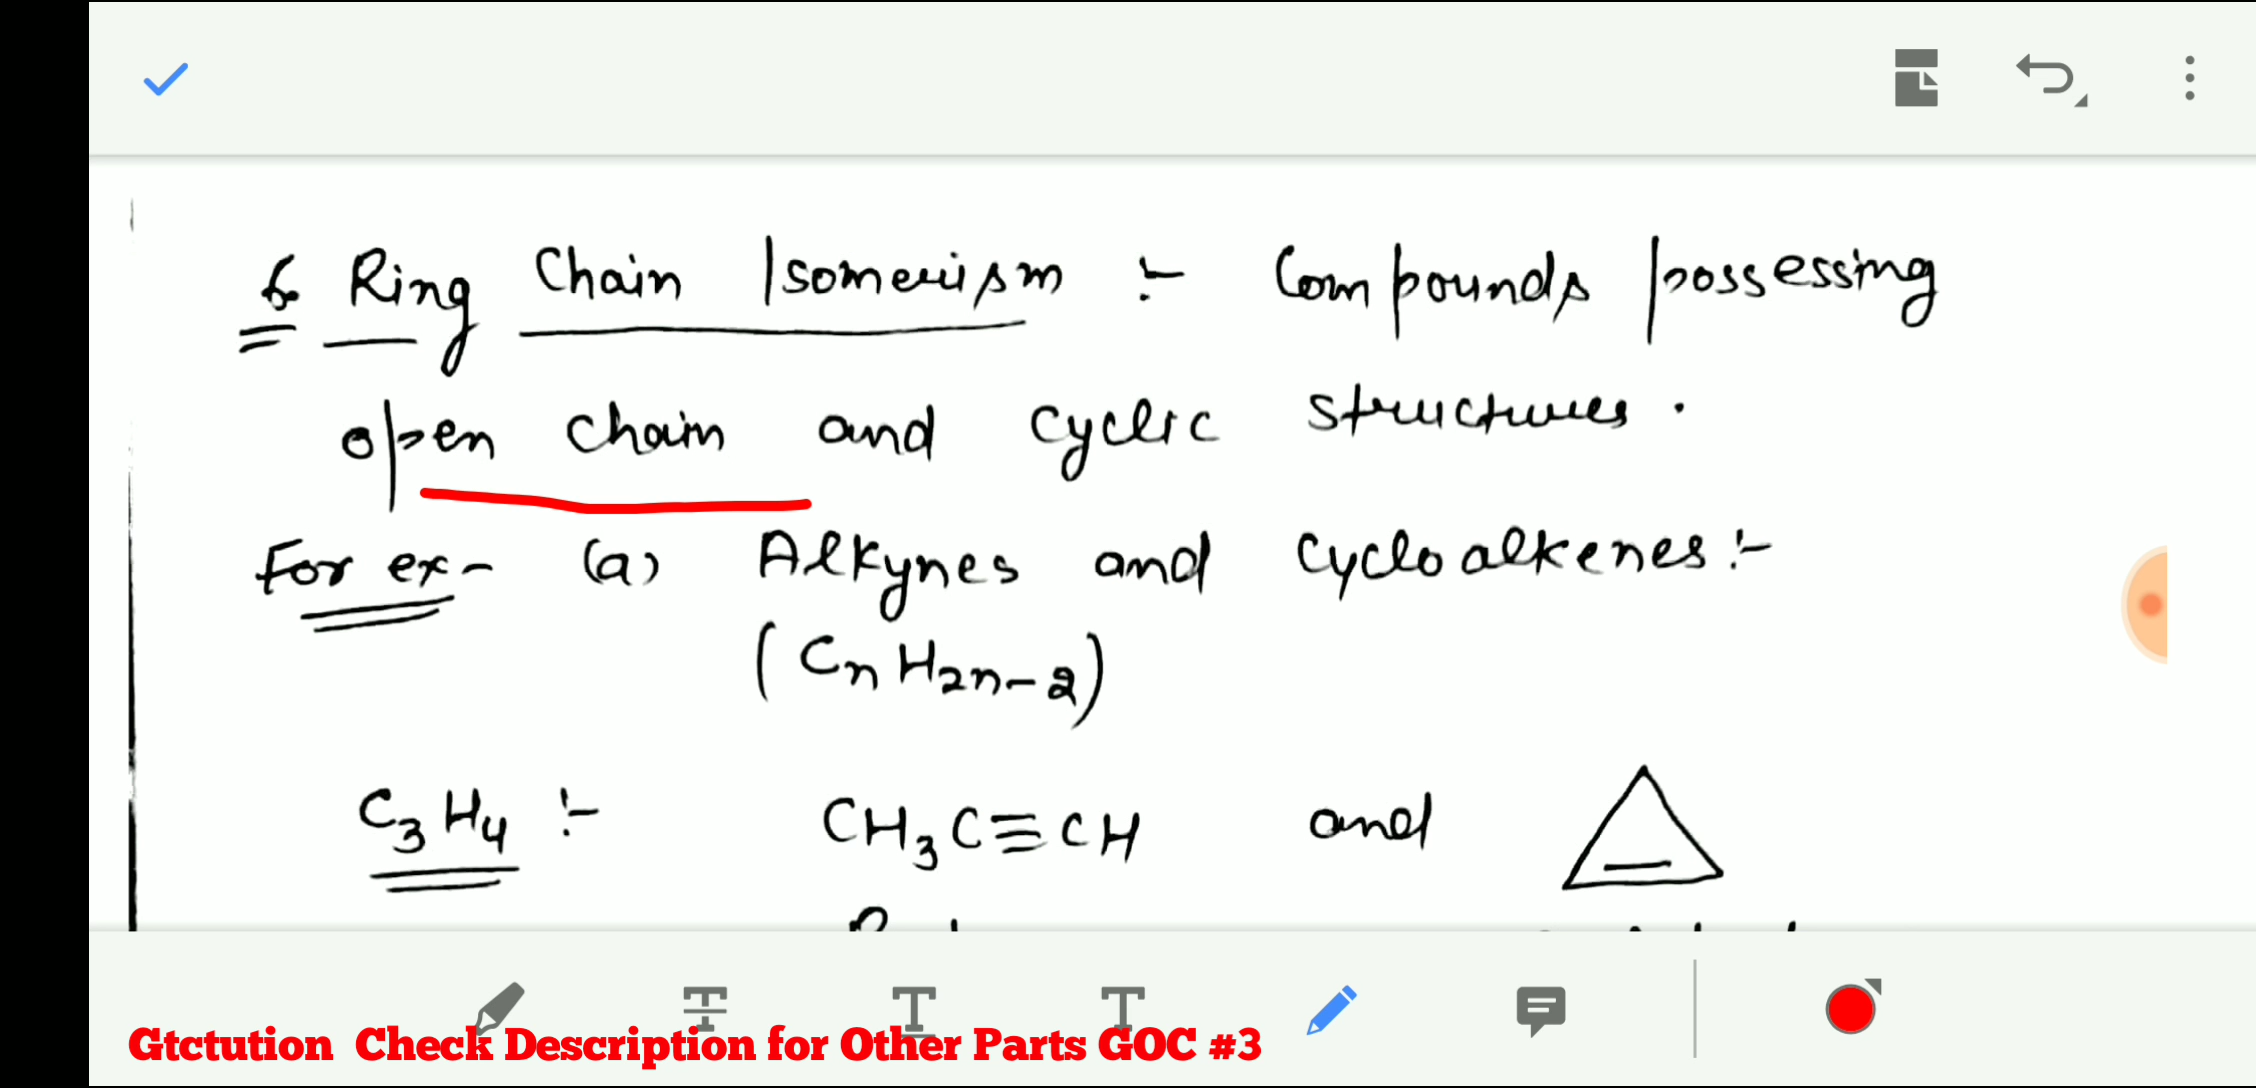 6 Ring Chain Isomerism :- Compounds possessing
open chain and cyclic structures.
For ex- (a) Alkynes and Cycloalkenes:-
(CnH2n-2)
C3H4 :- CH3C≡CH and
Gtctution Check Description for Other Parts GOC #3